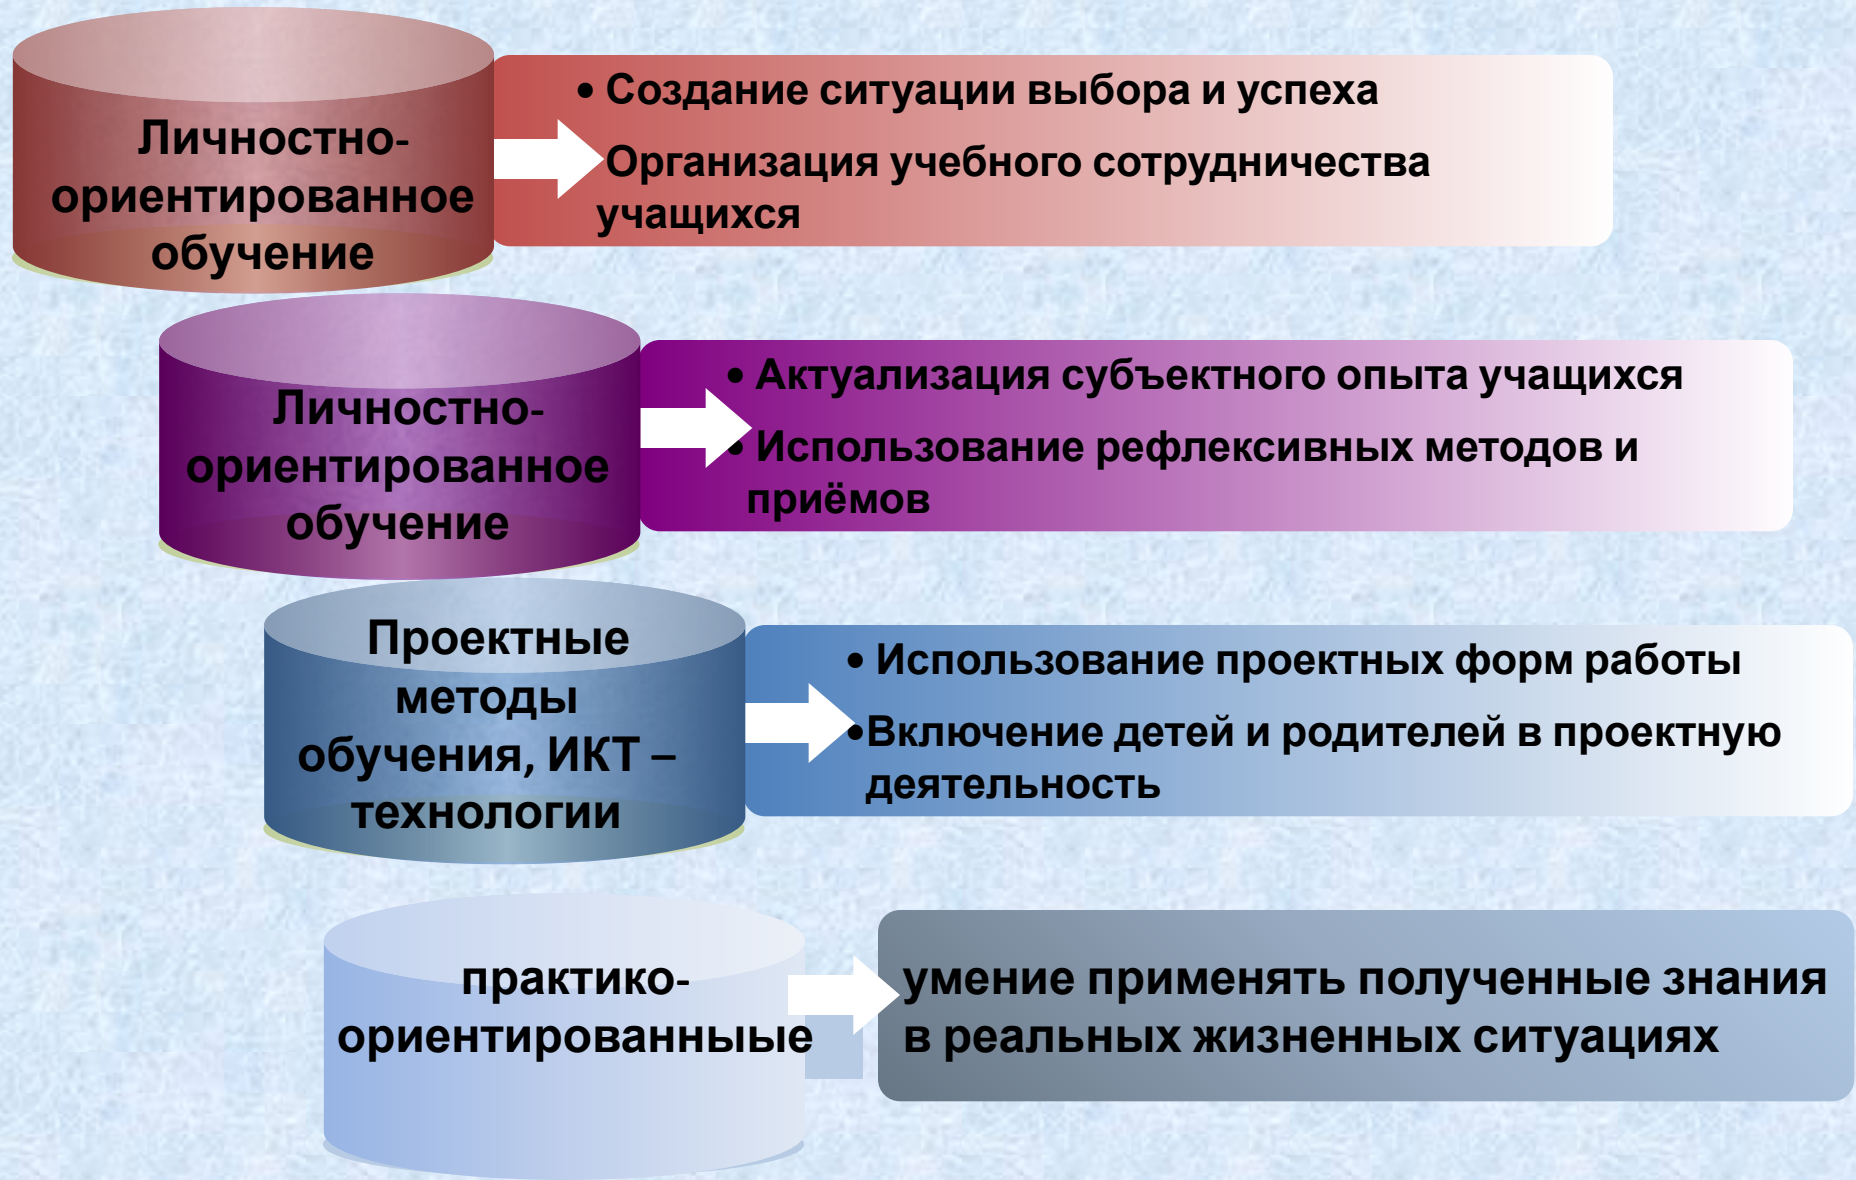 Личностно-
ориентированное
обучение
• Создание ситуации выбора и успеха
Организация учебного сотрудничества
учащихся
Личностно-
ориентированное
обучение
• Актуализация субъектного опыта учащихся
• Использование рефлексивных методов и
приёмов
Проектные
методы
обучения, ИКТ –
технологии
• Использование проектных форм работы
•Включение детей и родителей в проектную
деятельность
практико-
ориентированныые
умение применять полученные знания
в реальных жизненных ситуациях